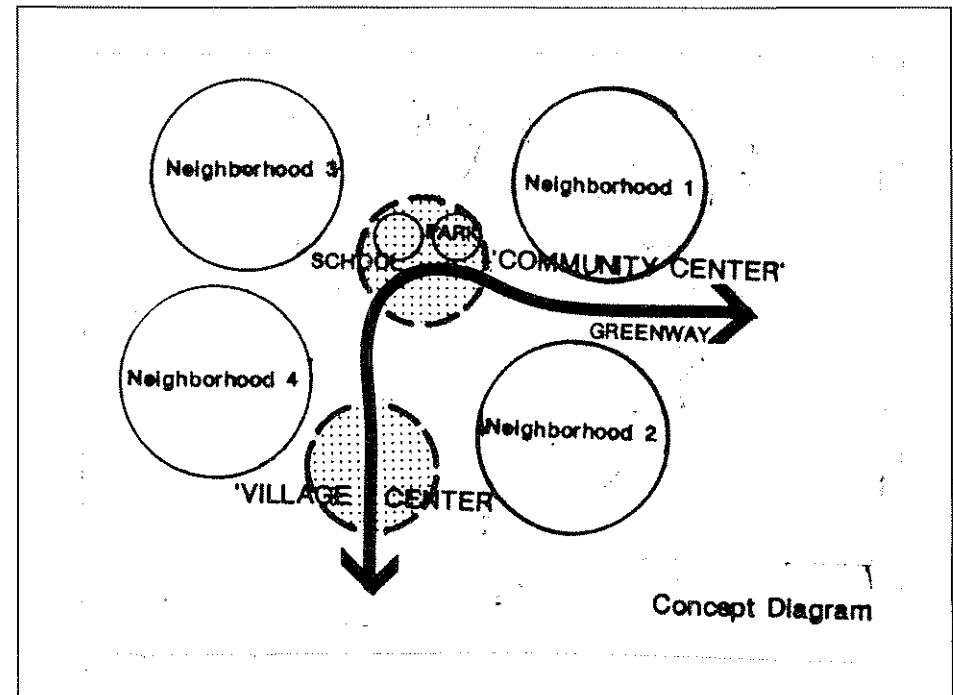 Neighborhood 3
Neighborhood 1
PARK
SCHOOL
'COMMUNITY CENTER'
GREENWAY
Neighborhood 4
Neighborhood 2
'VILLAGE CENTER
Concept Diagram